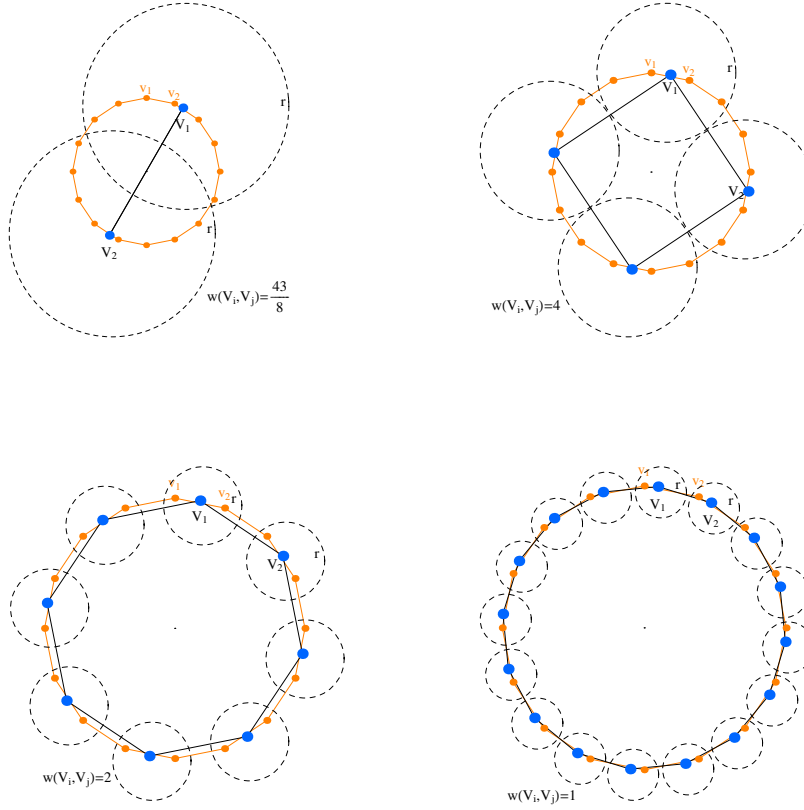 v₁
v₂
r
V₁
r
V₂
w(Vᵢ,Vⱼ)=43/8
v₁
v₂
r
V₁
V₂
w(Vᵢ,Vⱼ)=4
v₁
v₂
r
V₁
r
V₂
w(Vᵢ,Vⱼ)=2
v₁
v₂
r
r
V₁
V₂
w(Vᵢ,Vⱼ)=1